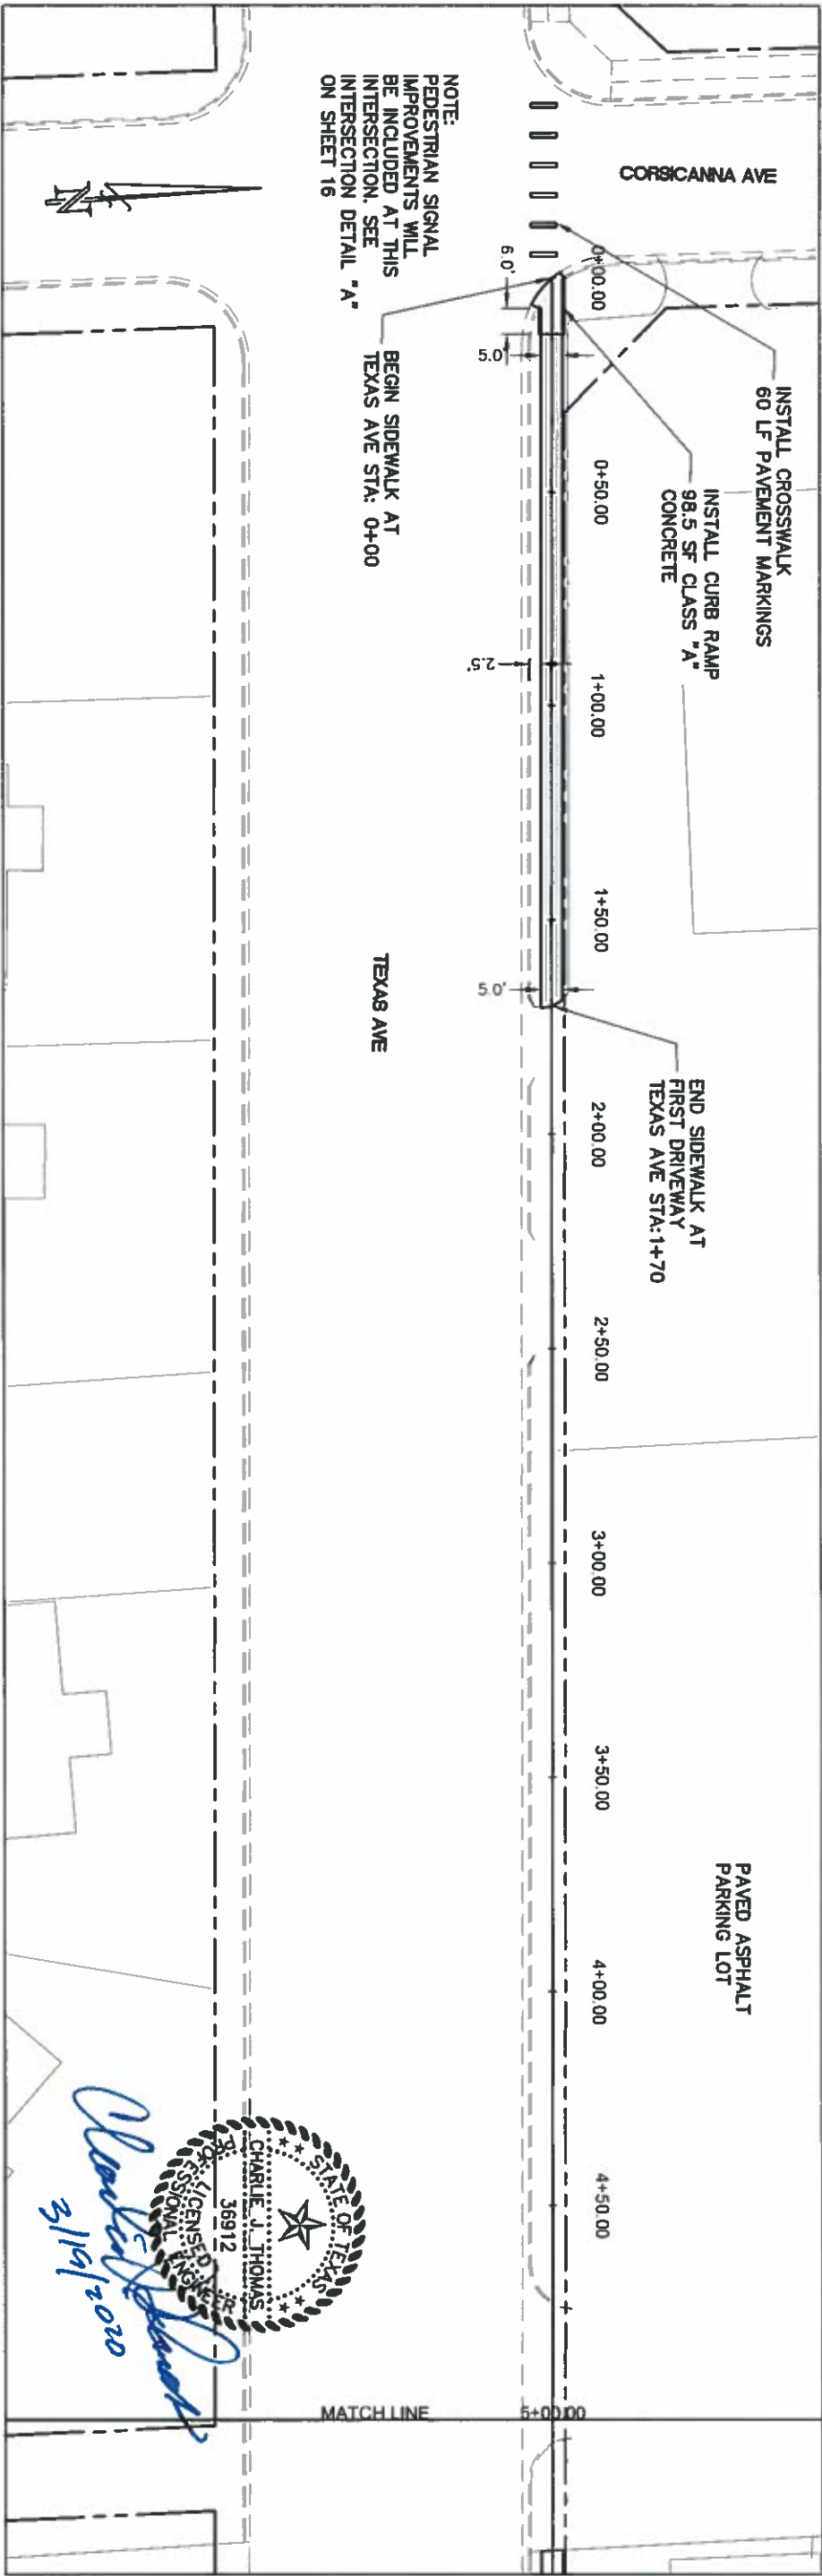 CORSICANNA AVE
INSTALL CROSSWALK
60 LF PAVEMENT MARKINGS
INSTALL CURB RAMP
98.5 SF CLASS "A"
CONCRETE
END SIDEWALK AT
FIRST DRIVEWAY
TEXAS AVE STA:1+70
PAVED ASPHALT
PARKING LOT
0+00.00
0+50.00
1+00.00
1+50.00
2+00.00
2+50.00
3+00.00
3+50.00
4+00.00
4+50.00
5+00.00
6.0'
5.0'
2.5'
5.0'
NOTE:
PEDESTRIAN SIGNAL
IMPROVEMENTS WILL
BE INCLUDED AT THIS
INTERSECTION. SEE
INTERSECTION DETAIL "A"
ON SHEET 16
BEGIN SIDEWALK AT
TEXAS AVE STA: 0+00
TEXAS AVE
MATCH LINE
N
STATE OF TEXAS
CHARLIE J. THOMAS
36912
LICENSED
PROFESSIONAL ENGINEER
3/19/2020